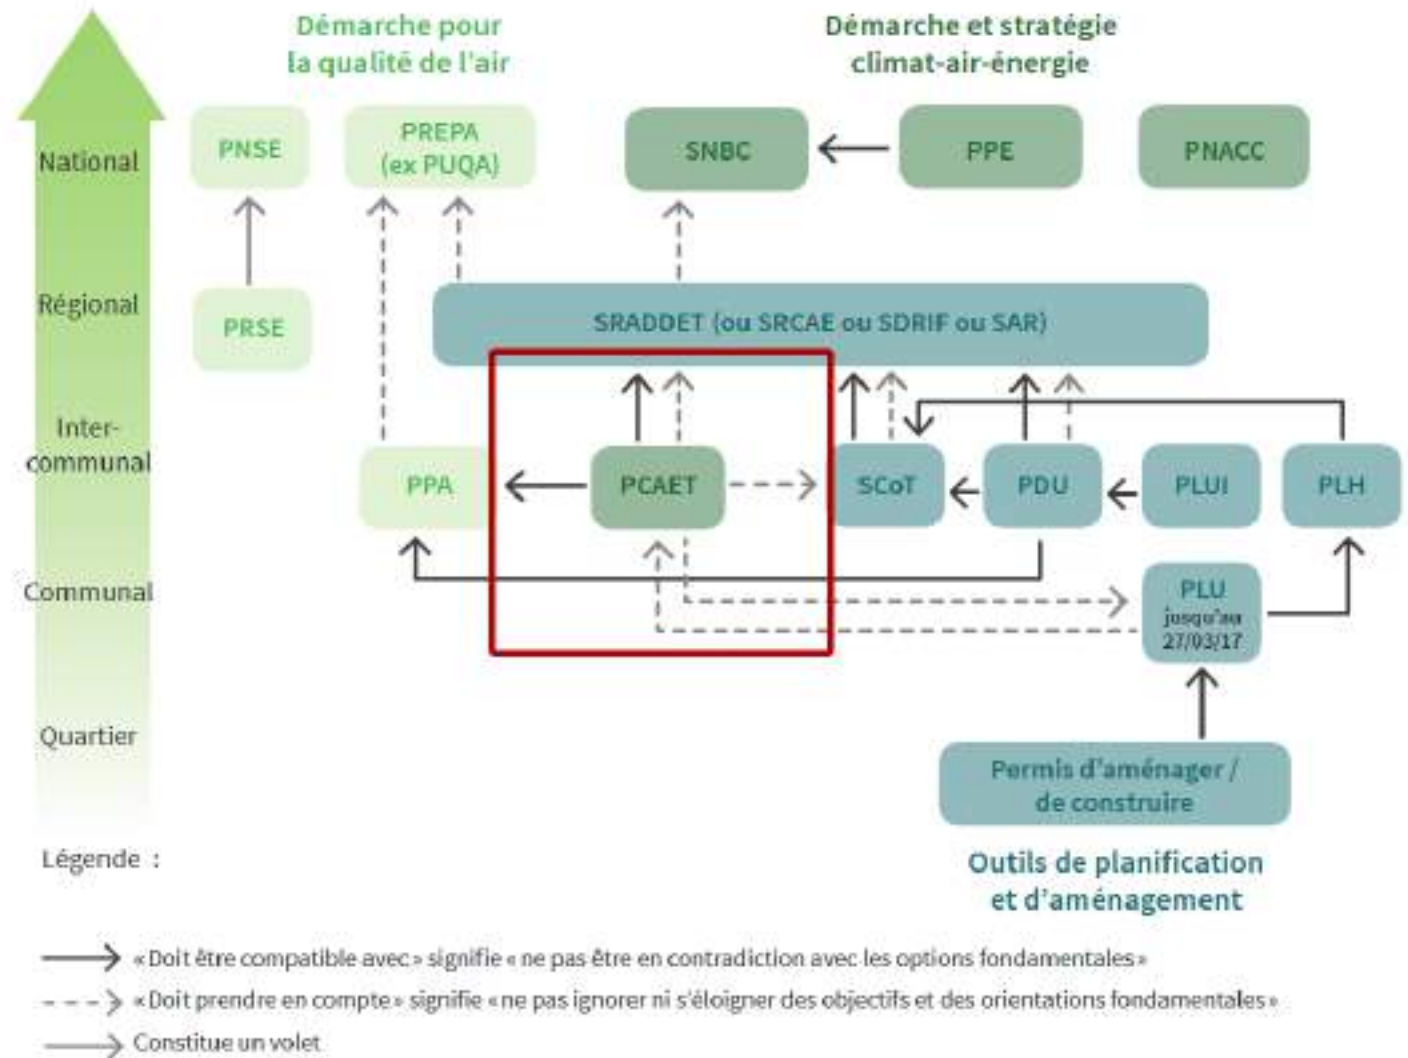 Démarche pour
la qualité de l'air
Démarche et stratégie
climat-air-énergie
National
PNSE
PREPA
(ex PUQA)
SNBC
PPE
PNACC
Régional
PRSE
SRADDET (ou SRCAE ou SDRIF ou SAR)
Inter-
communal
PPA
PCAET
SCoT
PDU
PLUI
PLH
Communal
PLU
jusqu'au
27/03/17
Quartier
Permis d'aménager /
de construire
Légende :
Outils de planification
et d'aménagement
«Doit être compatible avec» signifie «ne pas être en contradiction avec les options fondamentales»
«Doit prendre en compte» signifie «ne pas ignorer ni s'éloigner des objectifs et des orientations fondamentales»
Constitue un volet